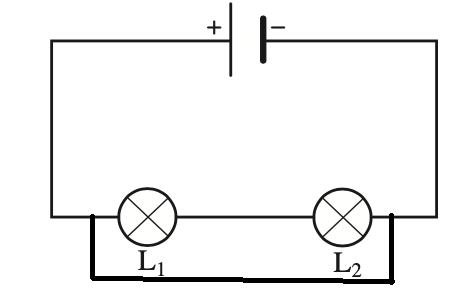 + −
L₁ L₂